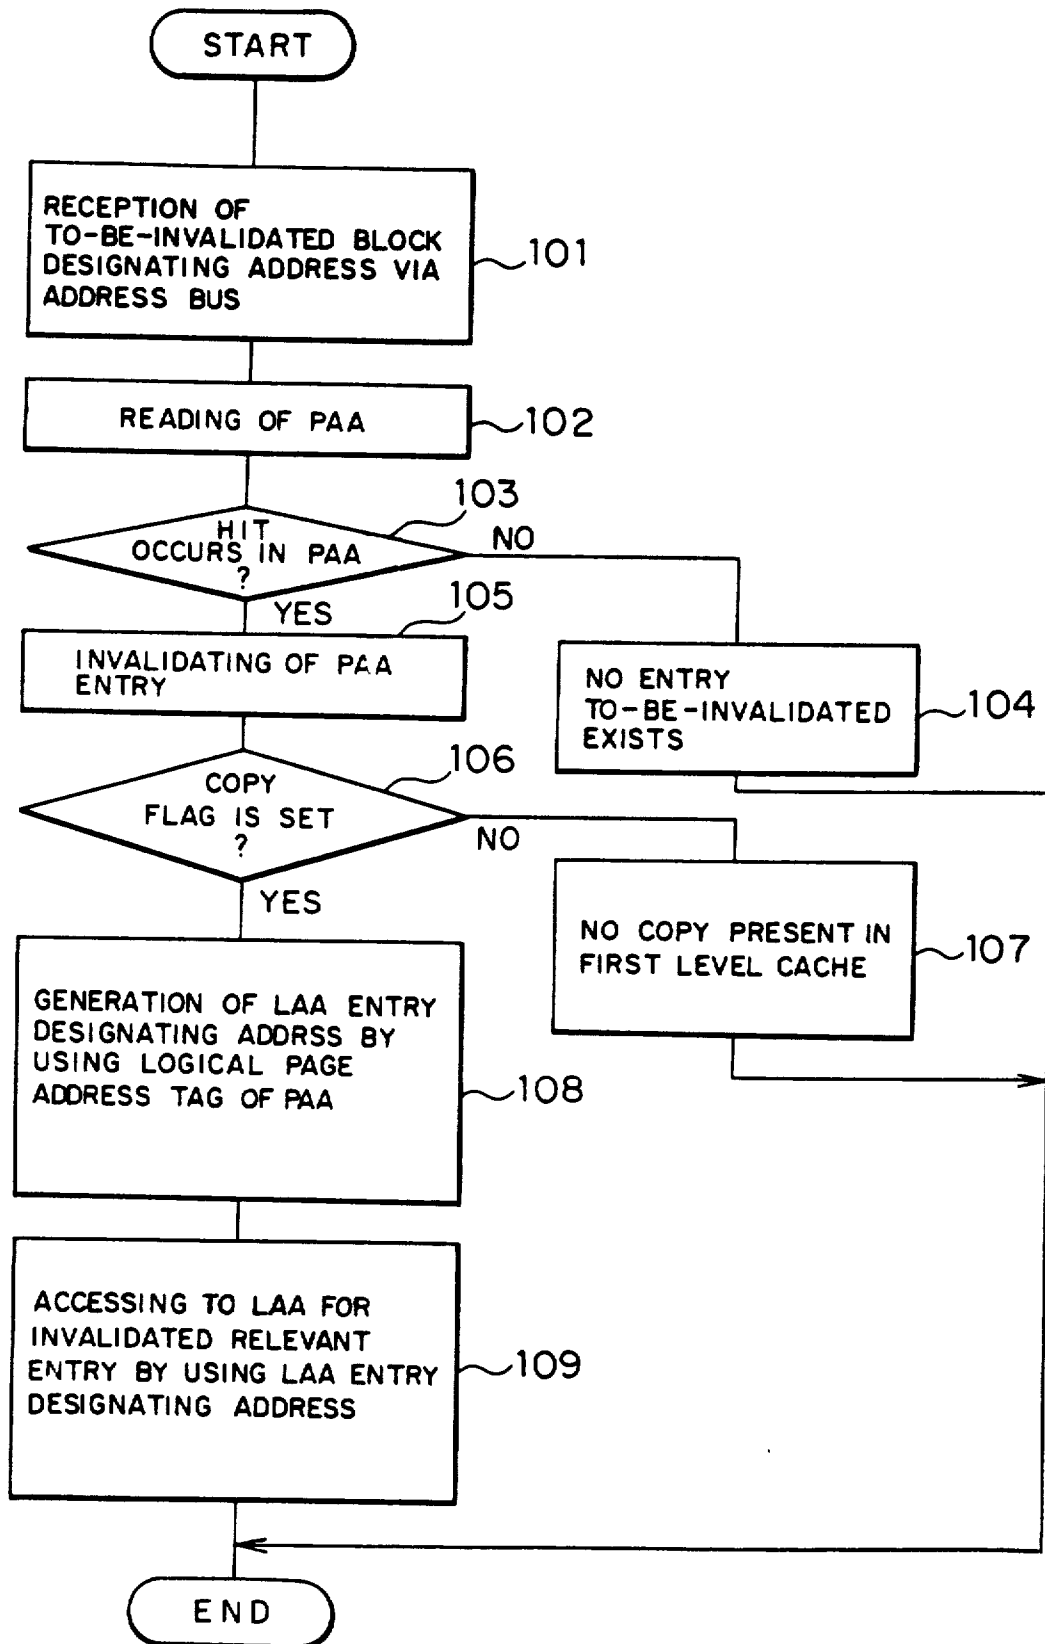 START
RECEPTION OF
TO-BE-INVALIDATED BLOCK
DESIGNATING ADDRESS VIA
ADDRESS BUS
101
READING OF PAA
102
103
HIT
OCCURS IN PAA
?
NO
YES
105
INVALIDATING OF PAA
ENTRY
NO ENTRY
TO-BE-INVALIDATED
EXISTS
104
106
COPY
FLAG IS SET
?
NO
YES
NO COPY PRESENT IN
FIRST LEVEL CACHE
107
GENERATION OF LAA ENTRY
DESIGNATING ADDRSS BY
USING LOGICAL PAGE
ADDRESS TAG OF PAA
108
ACCESSING TO LAA FOR
INVALIDATED RELEVANT
ENTRY BY USING LAA ENTRY
DESIGNATING ADDRESS
109
END